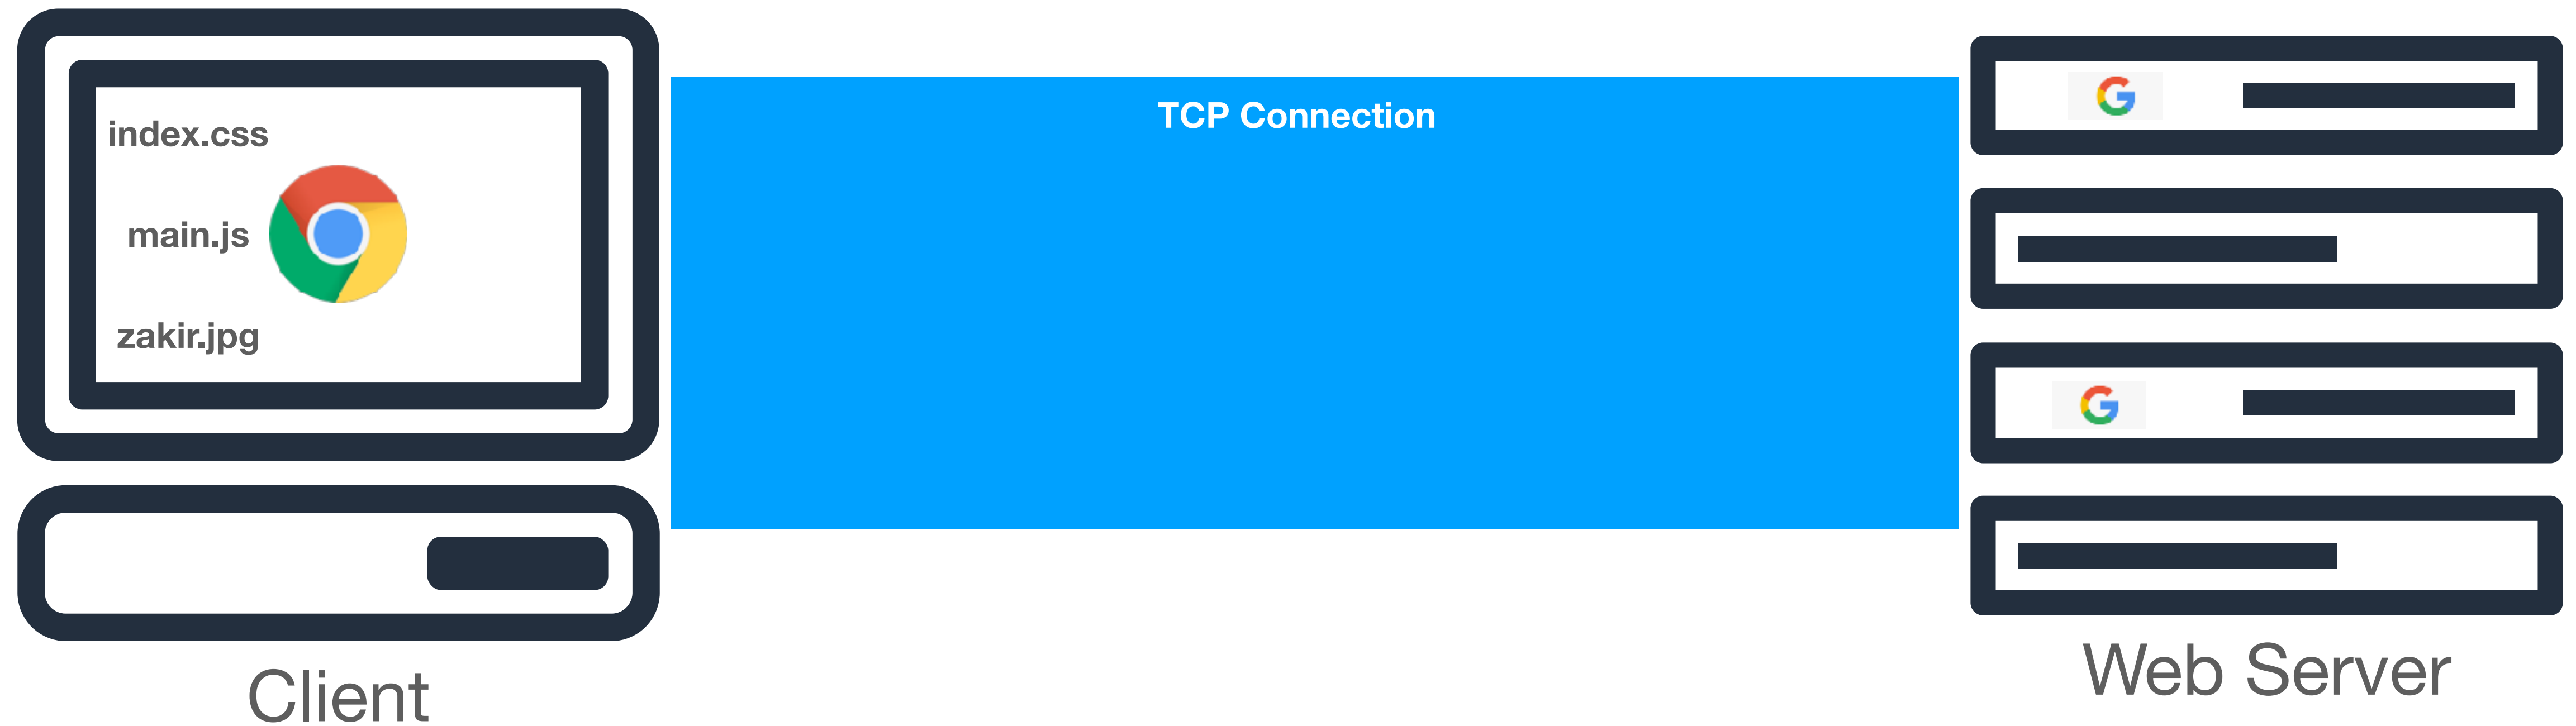 index.css
main.js
zakir.jpg
TCP Connection
Client
Web Server